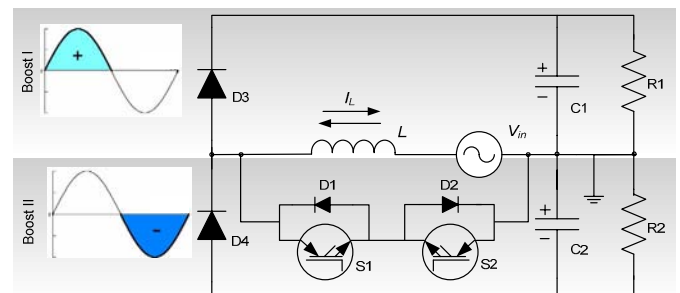 Boost I
+
D3
I_L
L
V_in
+
−
C1
R1
Boost II
-
D4
D1
D2
S1
S2
+
−
C2
R2